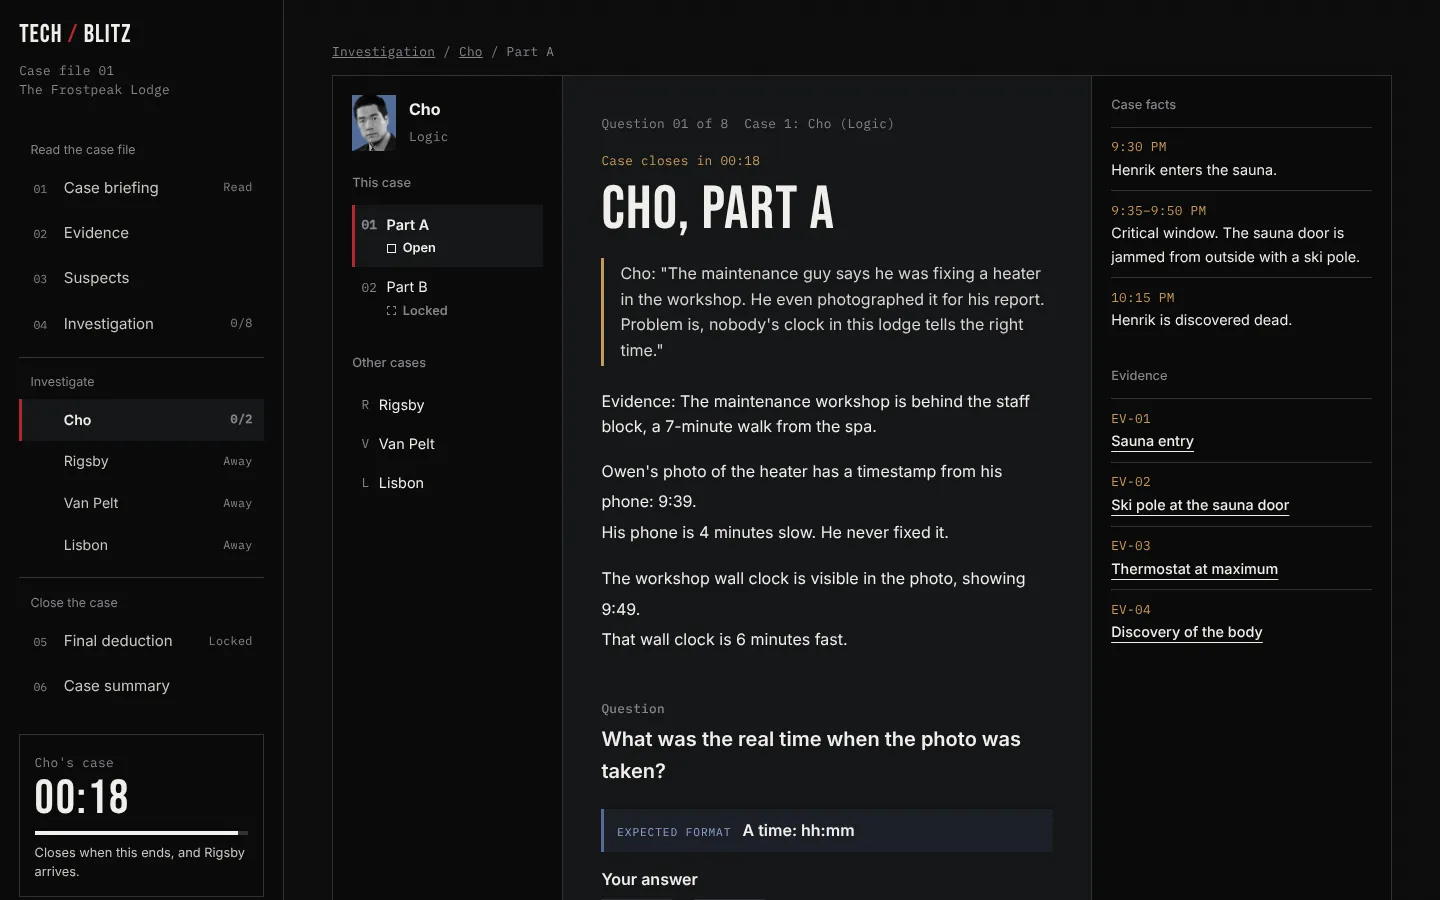 TECH / BLITZ
Case file 01
The Frostpeak Lodge
Read the case file
01 Case briefing Read
02 Evidence
03 Suspects
04 Investigation 0/8
Investigate
Cho 0/2
Rigsby Away
Van Pelt Away
Lisbon Away
Close the case
05 Final deduction Locked
06 Case summary
Cho's case
00:18
Closes when this ends, and Rigsby
arrives.
Investigation / Cho / Part A
Cho
Logic
This case
01 Part A
Open
02 Part B
Locked
Other cases
R Rigsby
V Van Pelt
L Lisbon
Question 01 of 8 Case 1: Cho (Logic)
Case closes in 00:18
CHO, PART A
Cho: "The maintenance guy says he was fixing a heater
in the workshop. He even photographed it for his report.
Problem is, nobody's clock in this lodge tells the right
time."
Evidence: The maintenance workshop is behind the staff
block, a 7-minute walk from the spa.
Owen's photo of the heater has a timestamp from his
phone: 9:39.
His phone is 4 minutes slow. He never fixed it.
The workshop wall clock is visible in the photo, showing
9:49.
That wall clock is 6 minutes fast.
Question
What was the real time when the photo was
taken?
EXPECTED FORMAT A time: hh:mm
Your answer
Case facts
9:30 PM
Henrik enters the sauna.
9:35–9:50 PM
Critical window. The sauna door is
jammed from outside with a ski pole.
10:15 PM
Henrik is discovered dead.
Evidence
EV-01
Sauna entry
EV-02
Ski pole at the sauna door
EV-03
Thermostat at maximum
EV-04
Discovery of the body